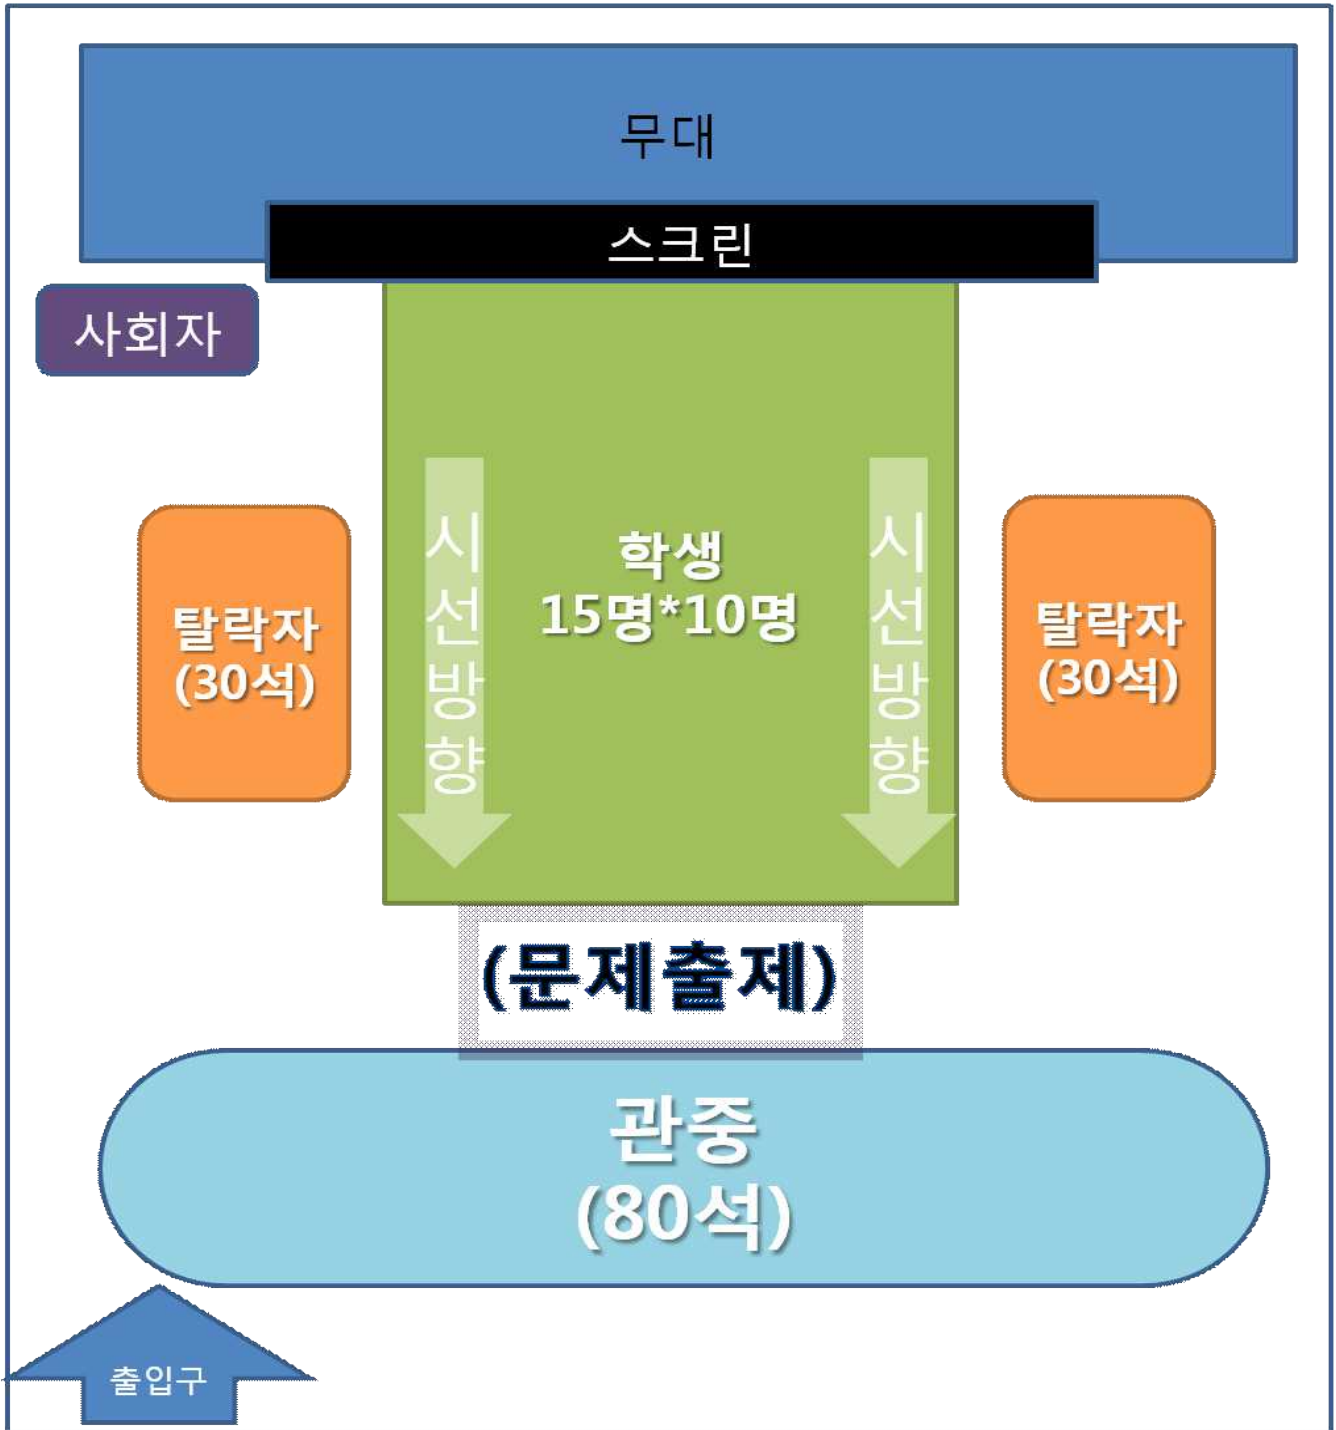 무대
스크린
사회자
시선방향
학생
15명*10명
시선방향
탈락자
(30석)
탈락자
(30석)
(문제출제)
관중
(80석)
출입구